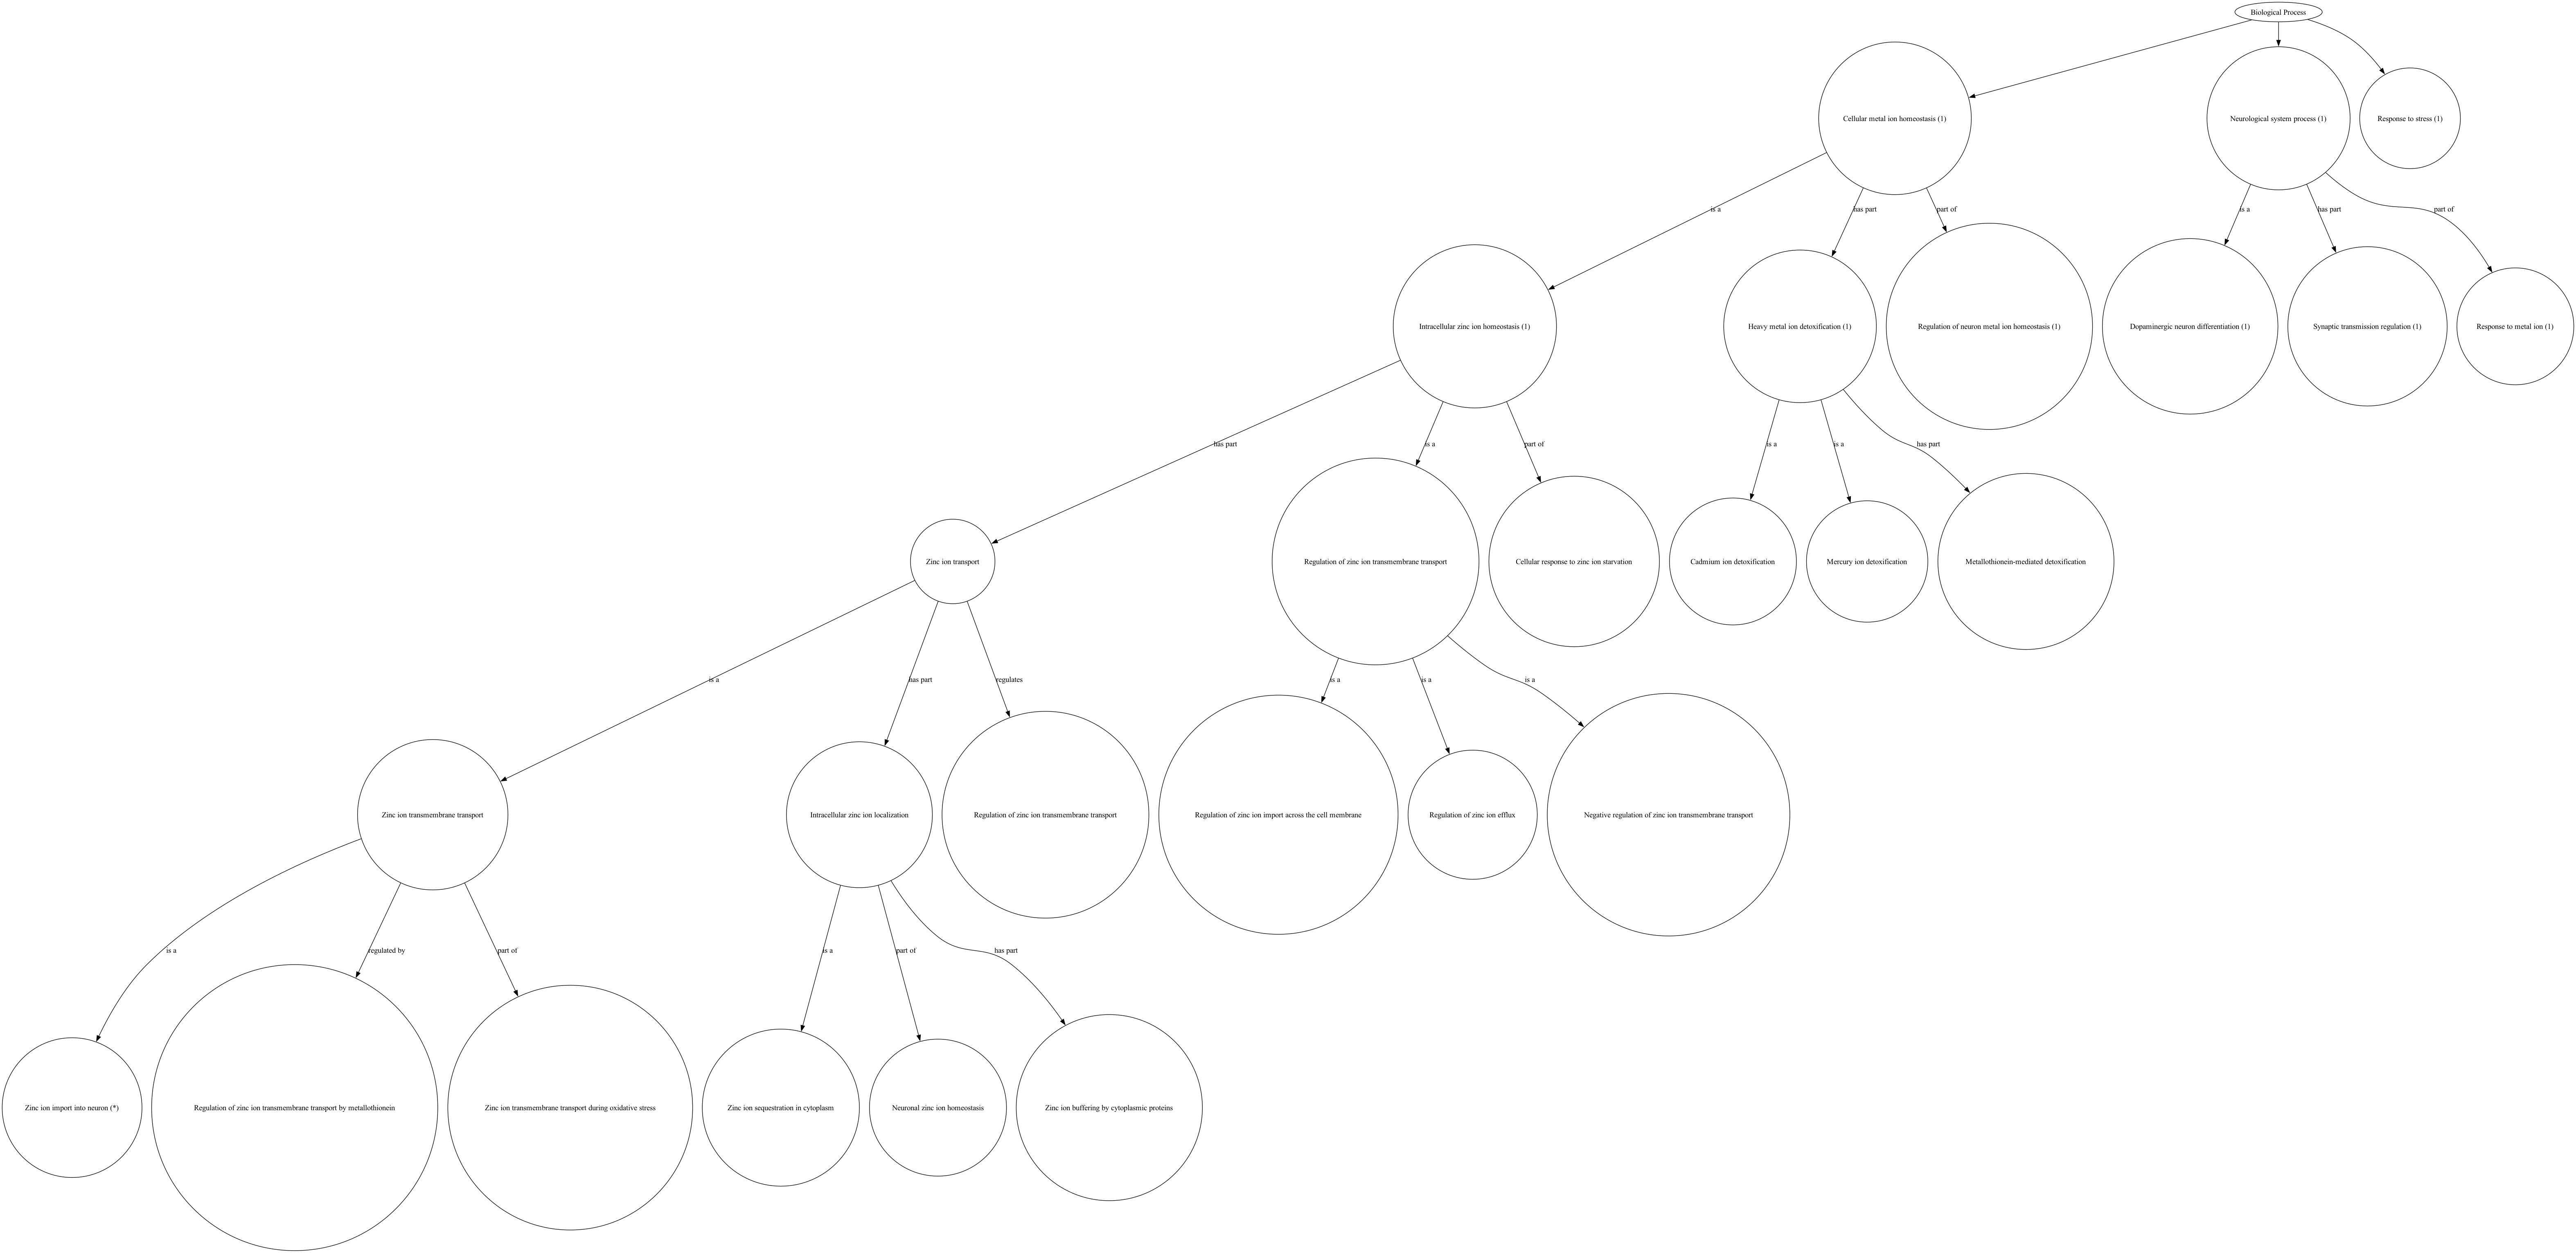 Biological Process
Cellular metal ion homeostasis (1)
Neurological system process (1)
Response to stress (1)
is a
has part
part of
is a
has part
part of
Intracellular zinc ion homeostasis (1)
Heavy metal ion detoxification (1)
Regulation of neuron metal ion homeostasis (1)
Dopaminergic neuron differentiation (1)
Synaptic transmission regulation (1)
Response to metal ion (1)
has part
is a
part of
is a
is a
has part
Zinc ion transport
Regulation of zinc ion transmembrane transport
Cellular response to zinc ion starvation
Cadmium ion detoxification
Mercury ion detoxification
Metallothionein-mediated detoxification
is a
has part
regulates
is a
is a
is a
Zinc ion transmembrane transport
Intracellular zinc ion localization
Regulation of zinc ion transmembrane transport
Regulation of zinc ion import across the cell membrane
Regulation of zinc ion efflux
Negative regulation of zinc ion transmembrane transport
is a
regulated by
part of
is a
part of
has part
Zinc ion import into neuron (*)
Regulation of zinc ion transmembrane transport by metallothionein
Zinc ion transmembrane transport during oxidative stress
Zinc ion sequestration in cytoplasm
Neuronal zinc ion homeostasis
Zinc ion buffering by cytoplasmic proteins